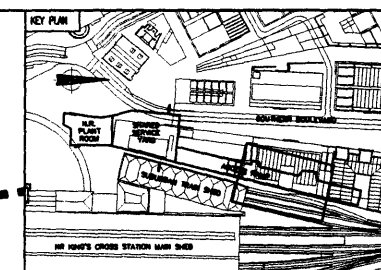 KEY PLAN
SOUTHERN BOULEVARD
N.R.
PLANT
ROOM
SHARED
SERVICE
YARD
SUBURBAN TRAIN SHED
NR KING'S CROSS STATION MAIN SHED